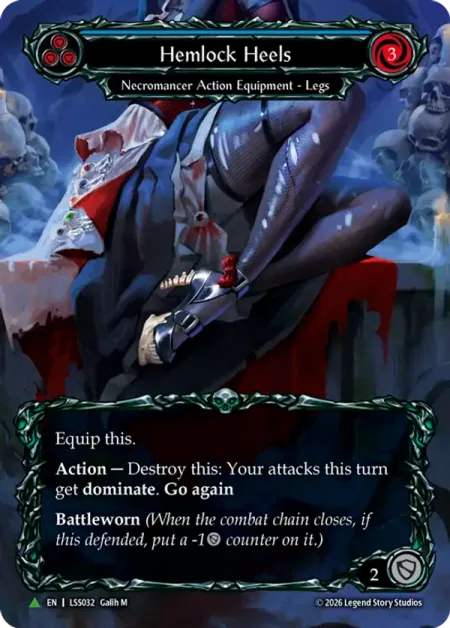 Hemlock Heels
3
Necromancer Action Equipment - Legs
Equip this.
Action — Destroy this: Your attacks this turn
get dominate. Go again
Battleworn (When the combat chain closes, if
this defended, put a -1 counter on it.)
2
EN | LSS032 Galih M
© 2026 Legend Story Studios